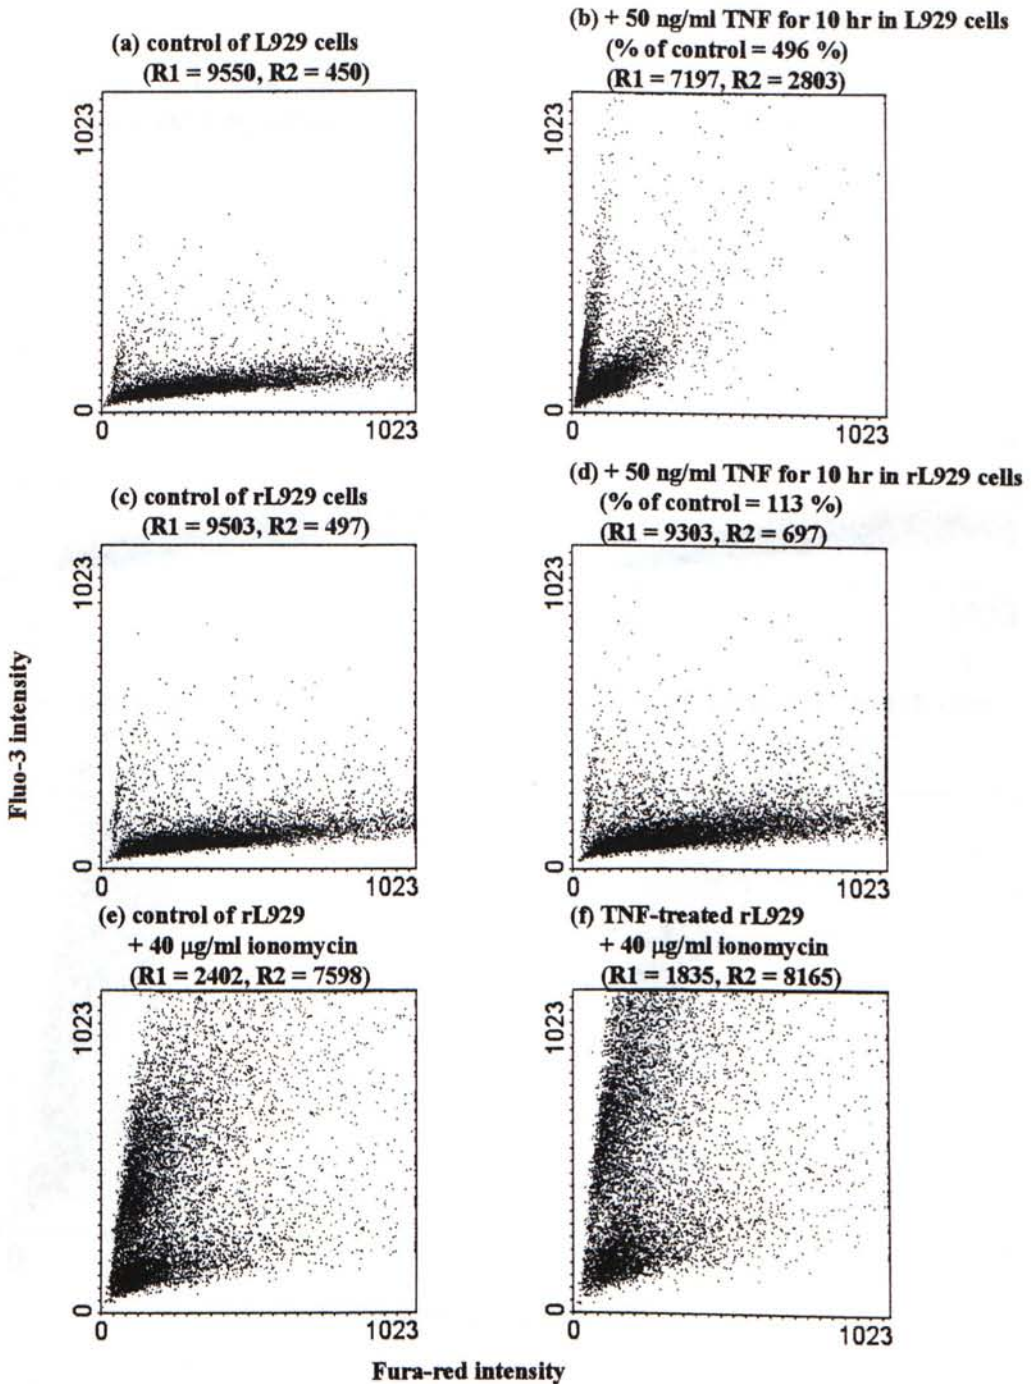 (a) control of L929 cells
(R1 = 9550, R2 = 450)
1023
0
0
1023
(b) + 50 ng/ml TNF for 10 hr in L929 cells
(% of control = 496 %)
(R1 = 7197, R2 = 2803)
1023
0
0
1023
(c) control of rL929 cells
(R1 = 9503, R2 = 497)
1023
0
0
1023
(d) + 50 ng/ml TNF for 10 hr in rL929 cells
(% of control = 113 %)
(R1 = 9303, R2 = 697)
1023
0
0
1023
(e) control of rL929
+ 40 µg/ml ionomycin
(R1 = 2402, R2 = 7598)
1023
0
0
1023
(f) TNF-treated rL929
+ 40 µg/ml ionomycin
(R1 = 1835, R2 = 8165)
1023
0
0
1023
Fluo-3 intensity
Fura-red intensity